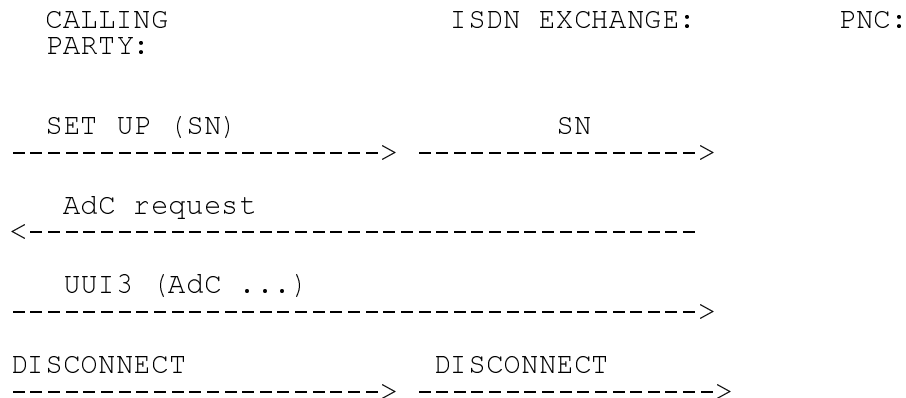 CALLING ISDN EXCHANGE: PNC:
PARTY:
SET UP (SN) SN
---------------------> ---------------->
AdC request
<--------------------------------------
UUI3 (AdC ...)
--------------------------------------->
DISCONNECT DISCONNECT
---------------------> ----------------->